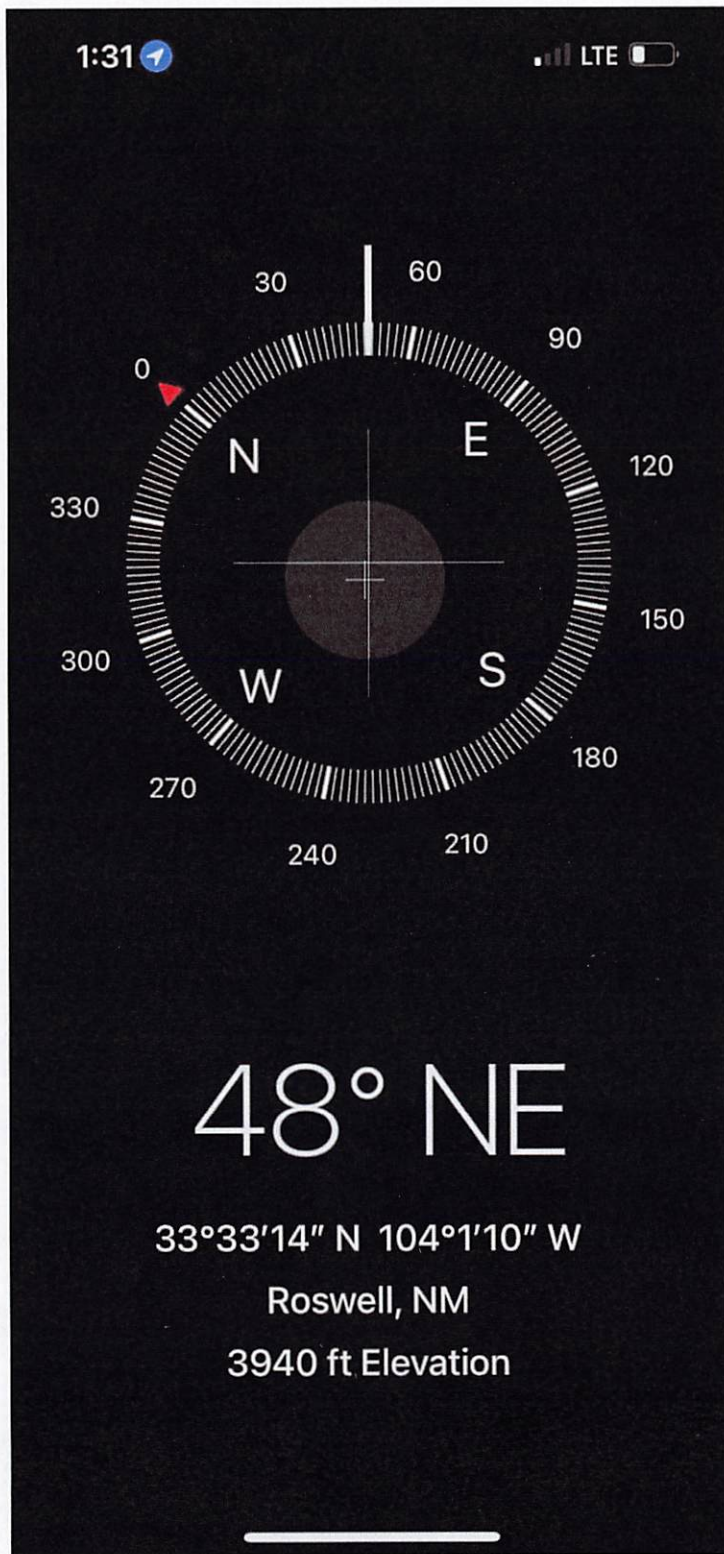 1:31 LTE
30 60
0 90
N E
330 120
300 150
W S
270 180
240 210
48° NE
33°33′14″ N 104°1′10″ W
Roswell, NM
3940 ft Elevation